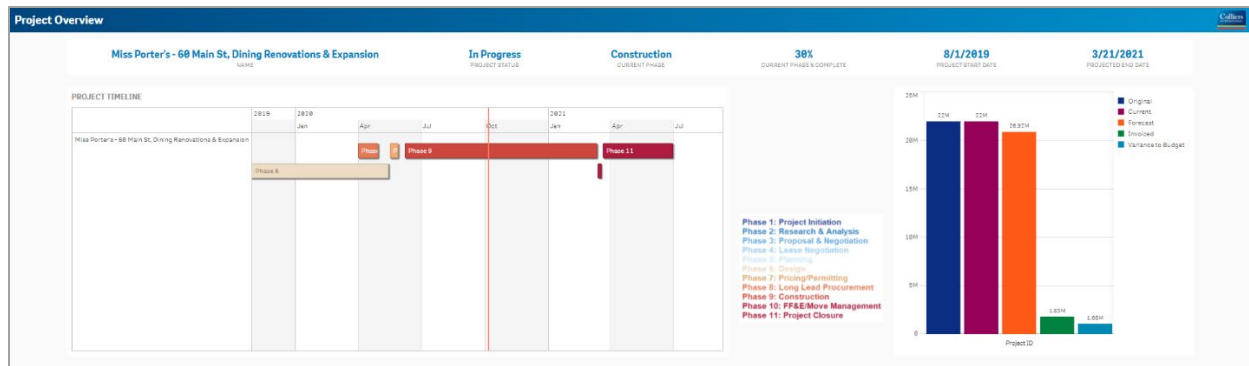 Project Overview
Colliers
Miss Porter's - 60 Main St, Dining Renovations & Expansion
NAME
In Progress
PROJECT STATUS
Construction
CURRENT PHASE
30%
CURRENT PHASE % COMPLETE
8/1/2019
PROJECT START DATE
3/21/2021
PROJECTED END DATE
PROJECT TIMELINE
2019 2020 2021
Jan Apr Jul Oct Jan Apr Jul
Miss Porter's - 60 Main St, Dining Renovations & Expansion
Phase P Phase 9 Phase 11
Phase 6
Phase 1: Project Initiation
Phase 2: Research & Analysis
Phase 3: Proposal & Negotiation
Phase 4: Lease Negotiation
Phase 5: Planning
Phase 6: Design
Phase 7: Pricing/Permitting
Phase 8: Long Lead Procurement
Phase 9: Construction
Phase 10: FF&E/Move Management
Phase 11: Project Closure
25M
20M
15M
10M
5M
0
22M 22M 20.92M 1.83M 1.08M
Project ID
Original
Current
Forecast
Invoiced
Variance to Budget